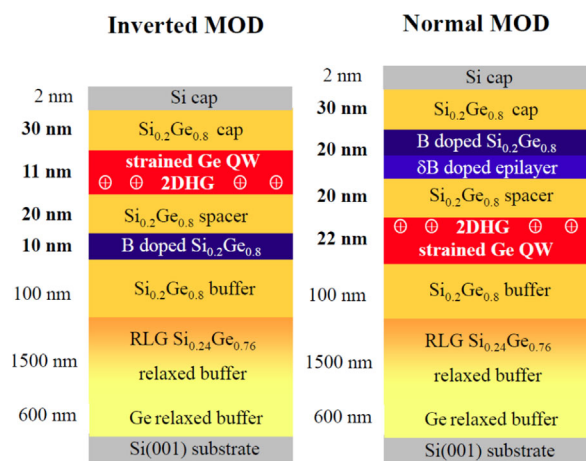 Inverted MOD
2 nm Si cap
30 nm Si0.2Ge0.8 cap
11 nm strained Ge QW
⊕ ⊕ 2DHG ⊕ ⊕
20 nm Si0.2Ge0.8 spacer
10 nm B doped Si0.2Ge0.8
100 nm Si0.2Ge0.8 buffer
RLG Si0.24Ge0.76
1500 nm relaxed buffer
600 nm Ge relaxed buffer
Si(001) substrate
Normal MOD
2 nm Si cap
30 nm Si0.2Ge0.8 cap
20 nm B doped Si0.2Ge0.8
δB doped epilayer
20 nm Si0.2Ge0.8 spacer
⊕ ⊕ 2DHG ⊕ ⊕
22 nm strained Ge QW
100 nm Si0.2Ge0.8 buffer
RLG Si0.24Ge0.76
1500 nm relaxed buffer
600 nm Ge relaxed buffer
Si(001) substrate